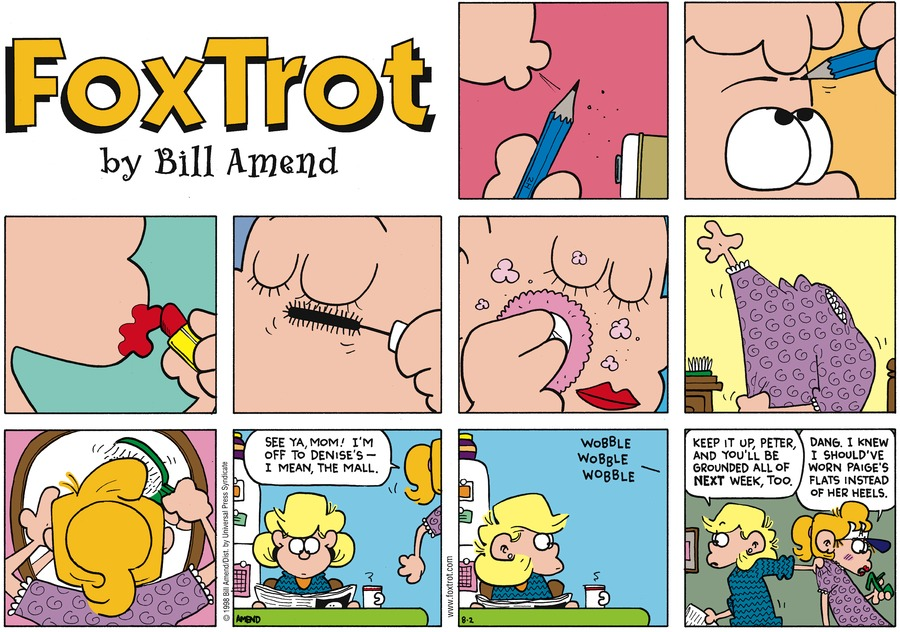 FoxTrot
by Bill Amend
2H
SEE YA, MOM! I'M
OFF TO DENISE'S –
I MEAN, THE MALL.
© 1998 Bill Amend/Dist. by Universal Press Syndicate
AMEND
WOBBLE
WOBBLE
WOBBLE
www.foxtrot.com
8-2
KEEP IT UP, PETER,
AND YOU'LL BE
GROUNDED ALL OF
NEXT WEEK, TOO.
DANG. I KNEW
I SHOULD'VE
WORN PAIGE'S
FLATS INSTEAD
OF HER HEELS.